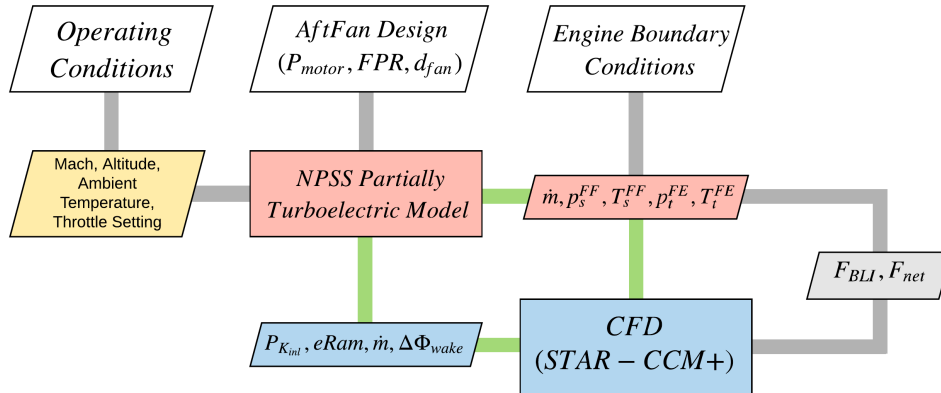 Operating
Conditions
AftFan Design
(P_motor, FPR, d_fan)
Engine Boundary
Conditions
Mach, Altitude,
Ambient
Temperature,
Throttle Setting
NPSS Partially
Turboelectric Model
ṁ, p_s^FF, T_s^FF, p_t^FE, T_t^FE
F_BLI, F_net
P_K_inl, eRam, ṁ, ΔΦ_wake
CFD
(STAR − CCM+)